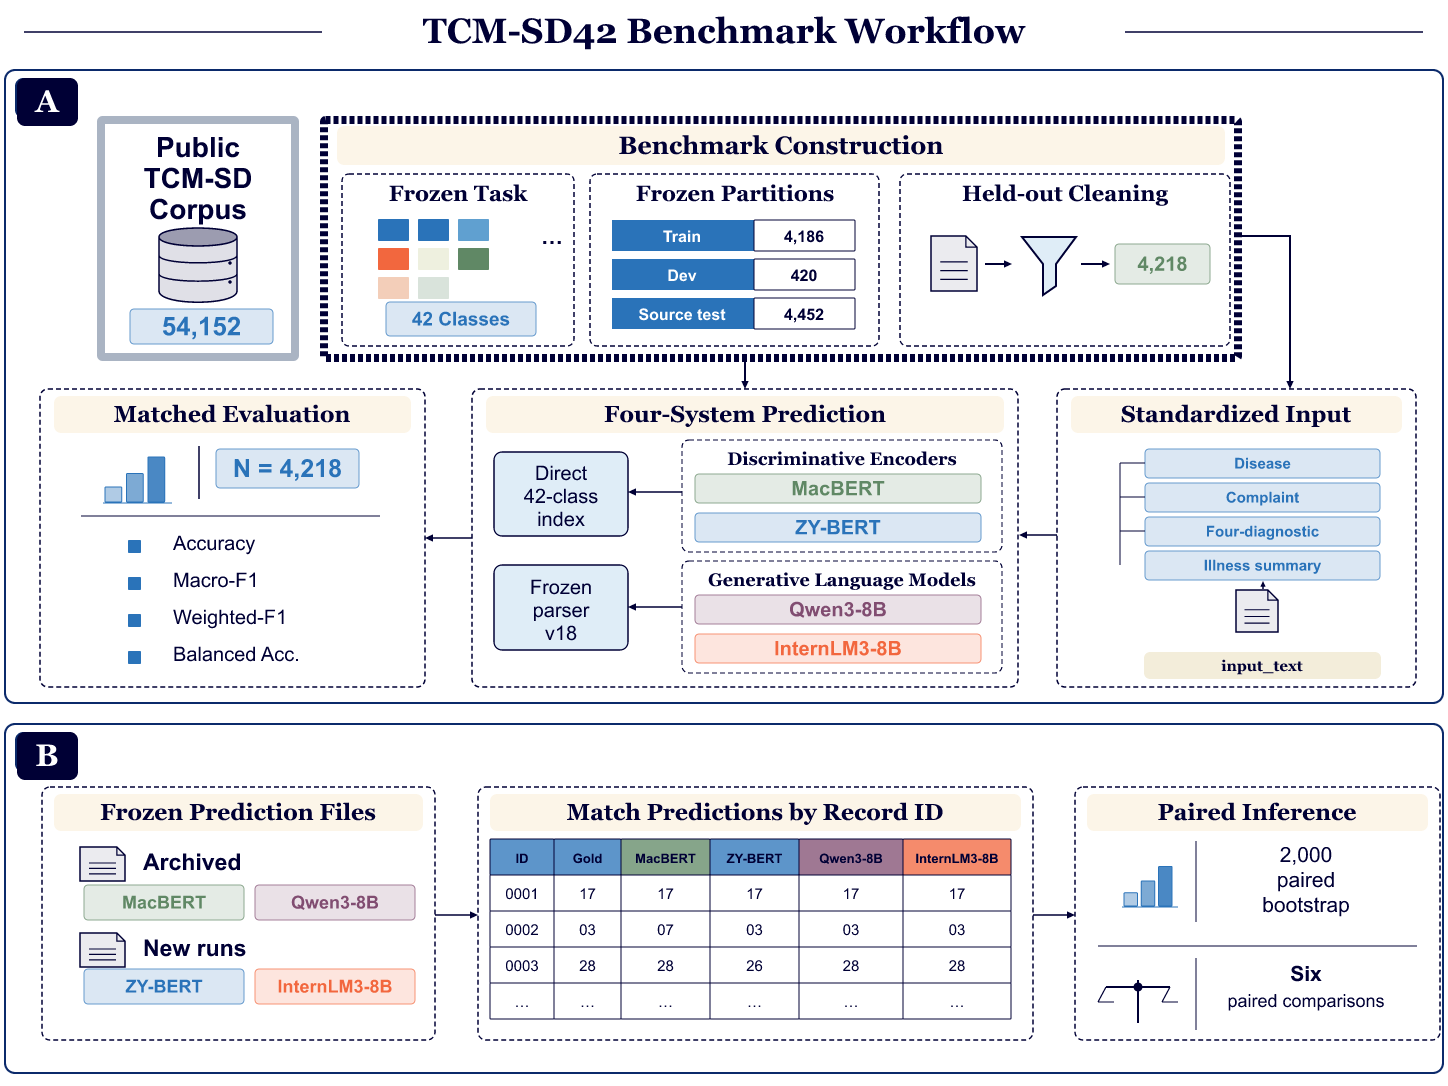 TCM-SD42 Benchmark Workflow
A
Public
TCM-SD
Corpus
54,152
Benchmark Construction
Frozen Task
...
42 Classes
Frozen Partitions
Train 4,186
Dev 420
Source test 4,452
Held-out Cleaning
4,218
Matched Evaluation
N = 4,218
Accuracy
Macro-F1
Weighted-F1
Balanced Acc.
Four-System Prediction
Direct
42-class
index
Discriminative Encoders
MacBERT
ZY-BERT
Frozen
parser
v18
Generative Language Models
Qwen3-8B
InternLM3-8B
Standardized Input
Disease
Complaint
Four-diagnostic
Illness summary
input_text
B
Frozen Prediction Files
Archived
MacBERT Qwen3-8B
New runs
ZY-BERT InternLM3-8B
Match Predictions by Record ID
ID Gold MacBERT ZY-BERT Qwen3-8B InternLM3-8B
0001 17 17 17 17 17
0002 03 07 03 03 03
0003 28 28 26 28 28
... ... ... ... ... ...
Paired Inference
2,000
paired
bootstrap
Six
paired comparisons